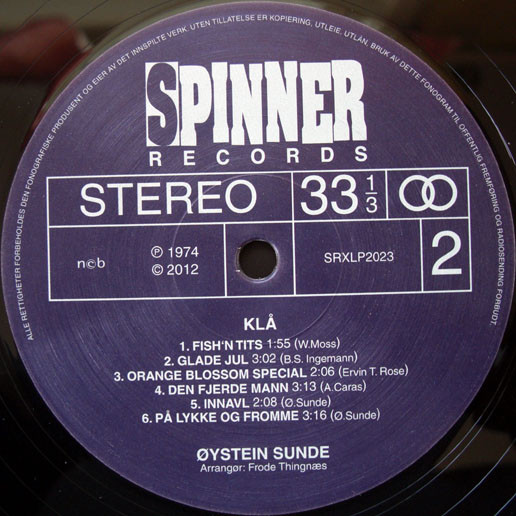 ALLE RETTIGHETER FORBEHOLDES DEN FONOGRAFISKE PRODUSENT OG EIER AV DET INNSPILTE VERK. UTEN TILLATELSE ER KOPIERING, UTLEIE, UTLÅN, BRUK AV DETTE FONOGRAM TIL OFFENTLIG FREMFØRING OG RADIOSENDING FORBUDT.
SPINNER
RECORDS
STEREO
33 1/3
n©b
℗ 1974
© 2012
SRXLP2023
2
KLÅ
1. FISH'N TITS 1:55 (W.Moss)
2. GLADE JUL 3:02 (B.S. Ingemann)
3. ORANGE BLOSSOM SPECIAL 2:06 (Ervin T. Rose)
4. DEN FJERDE MANN 3:13 (A.Caras)
5. INNAVL 2:08 (Ø.Sunde)
6. PÅ LYKKE OG FROMME 3:16 (Ø.Sunde)
ØYSTEIN SUNDE
Arrangør: Frode Thingnæs